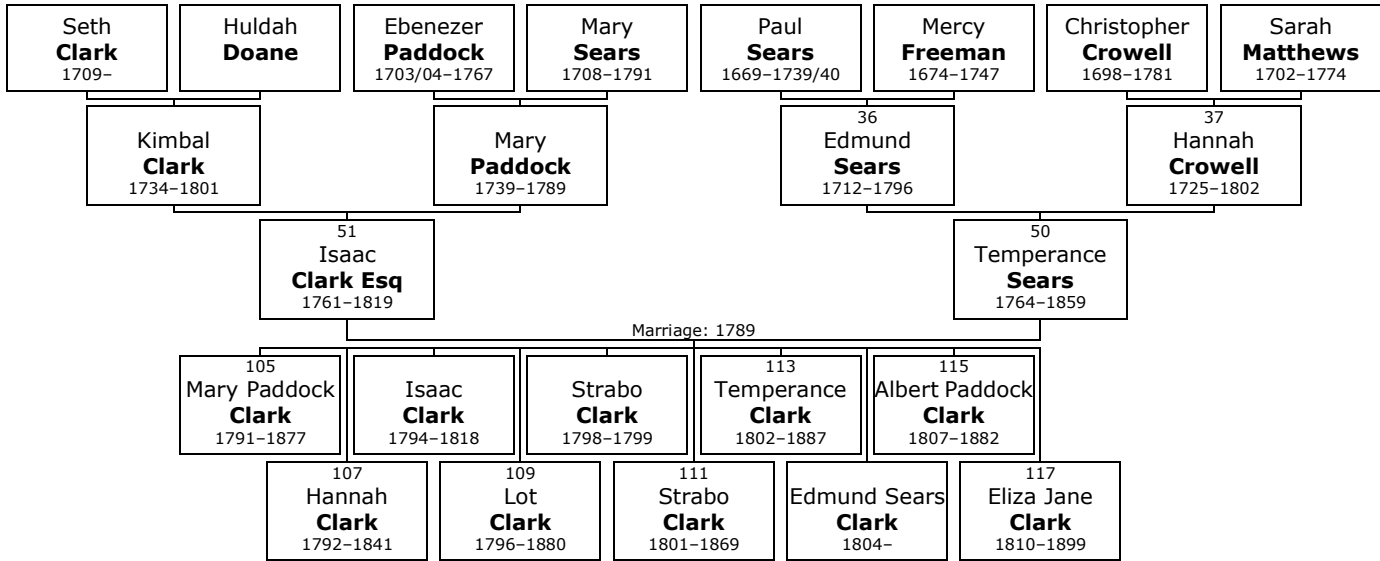 Seth
Clark
1709–
Huldah
Doane
Ebenezer
Paddock
1703/04–1767
Mary
Sears
1708–1791
Paul
Sears
1669–1739/40
Mercy
Freeman
1674–1747
Christopher
Crowell
1698–1781
Sarah
Matthews
1702–1774
Kimbal
Clark
1734–1801
Mary
Paddock
1739–1789
36
Edmund
Sears
1712–1796
37
Hannah
Crowell
1725–1802
51
Isaac
Clark Esq
1761–1819
50
Temperance
Sears
1764–1859
Marriage: 1789
105
Mary Paddock
Clark
1791–1877
Isaac
Clark
1794–1818
Strabo
Clark
1798–1799
113
Temperance
Clark
1802–1887
115
Albert Paddock
Clark
1807–1882
107
Hannah
Clark
1792–1841
109
Lot
Clark
1796–1880
111
Strabo
Clark
1801–1869
Edmund Sears
Clark
1804–
117
Eliza Jane
Clark
1810–1899